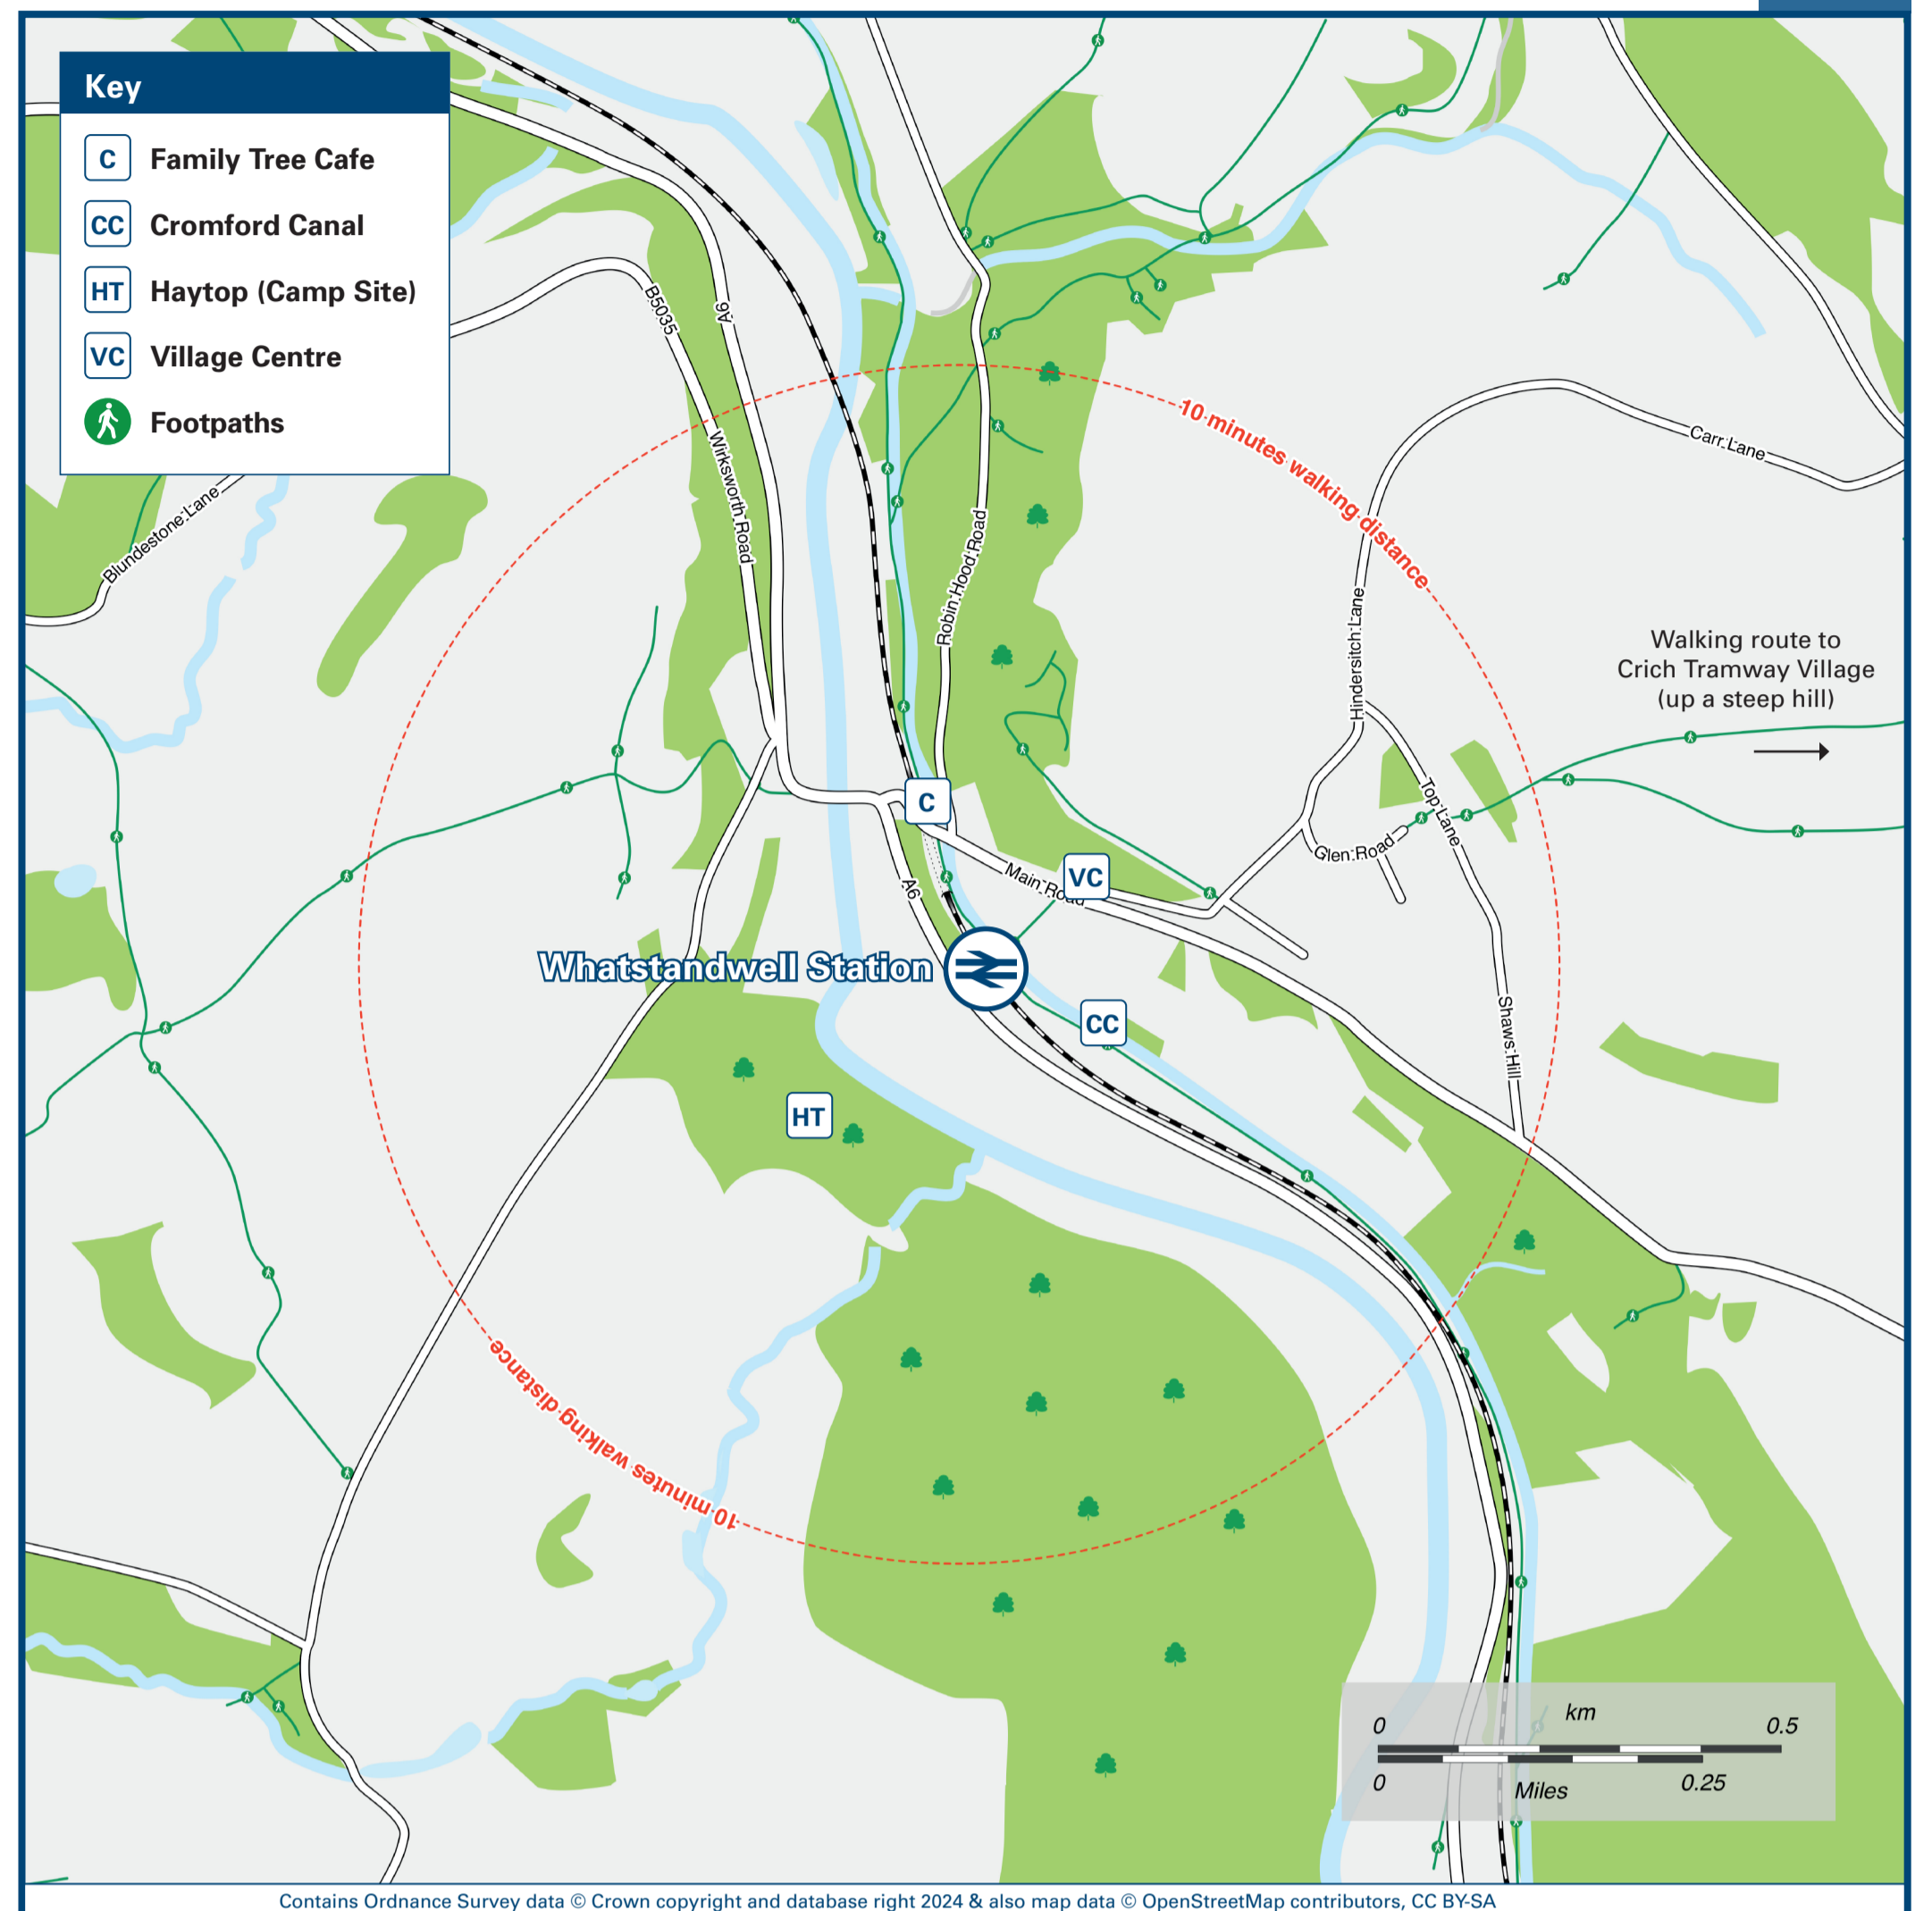 Key
C Family Tree Cafe
CC Cromford Canal
HT Haytop (Camp Site)
VC Village Centre
Footpaths
B5035
A6
10 minutes walking distance
Carr Lane
Wirksworth Road
Blundestone Lane
Robin Hood Road
Hindersitch Lane
Walking route to
Crich Tramway Village
(up a steep hill)
C
Top Lane
Glen Road
Main Road
VC
A6
Whatstandwell Station
CC
Shaws Hill
HT
10 minutes walking distance
km
0 0.5
0 0.25
Miles
Contains Ordnance Survey data © Crown copyright and database right 2024 & also map data © OpenStreetMap contributors, CC BY-SA